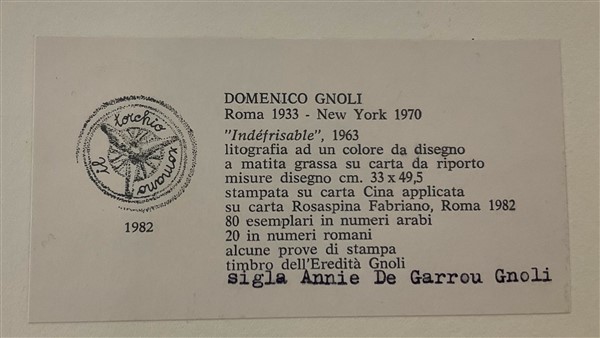 il torchio romano
1982
DOMENICO GNOLI
Roma 1933 - New York 1970
"Indéfrisable", 1963
litografia ad un colore da disegno
a matita grassa su carta da riporto
misure disegno cm. 33 x 49,5
stampata su carta Cina applicata
su carta Rosaspina Fabriano, Roma 1982
80 esemplari in numeri arabi
20 in numeri romani
alcune prove di stampa
timbro dell'Eredità Gnoli
sigla Annie De Garrou Gnoli